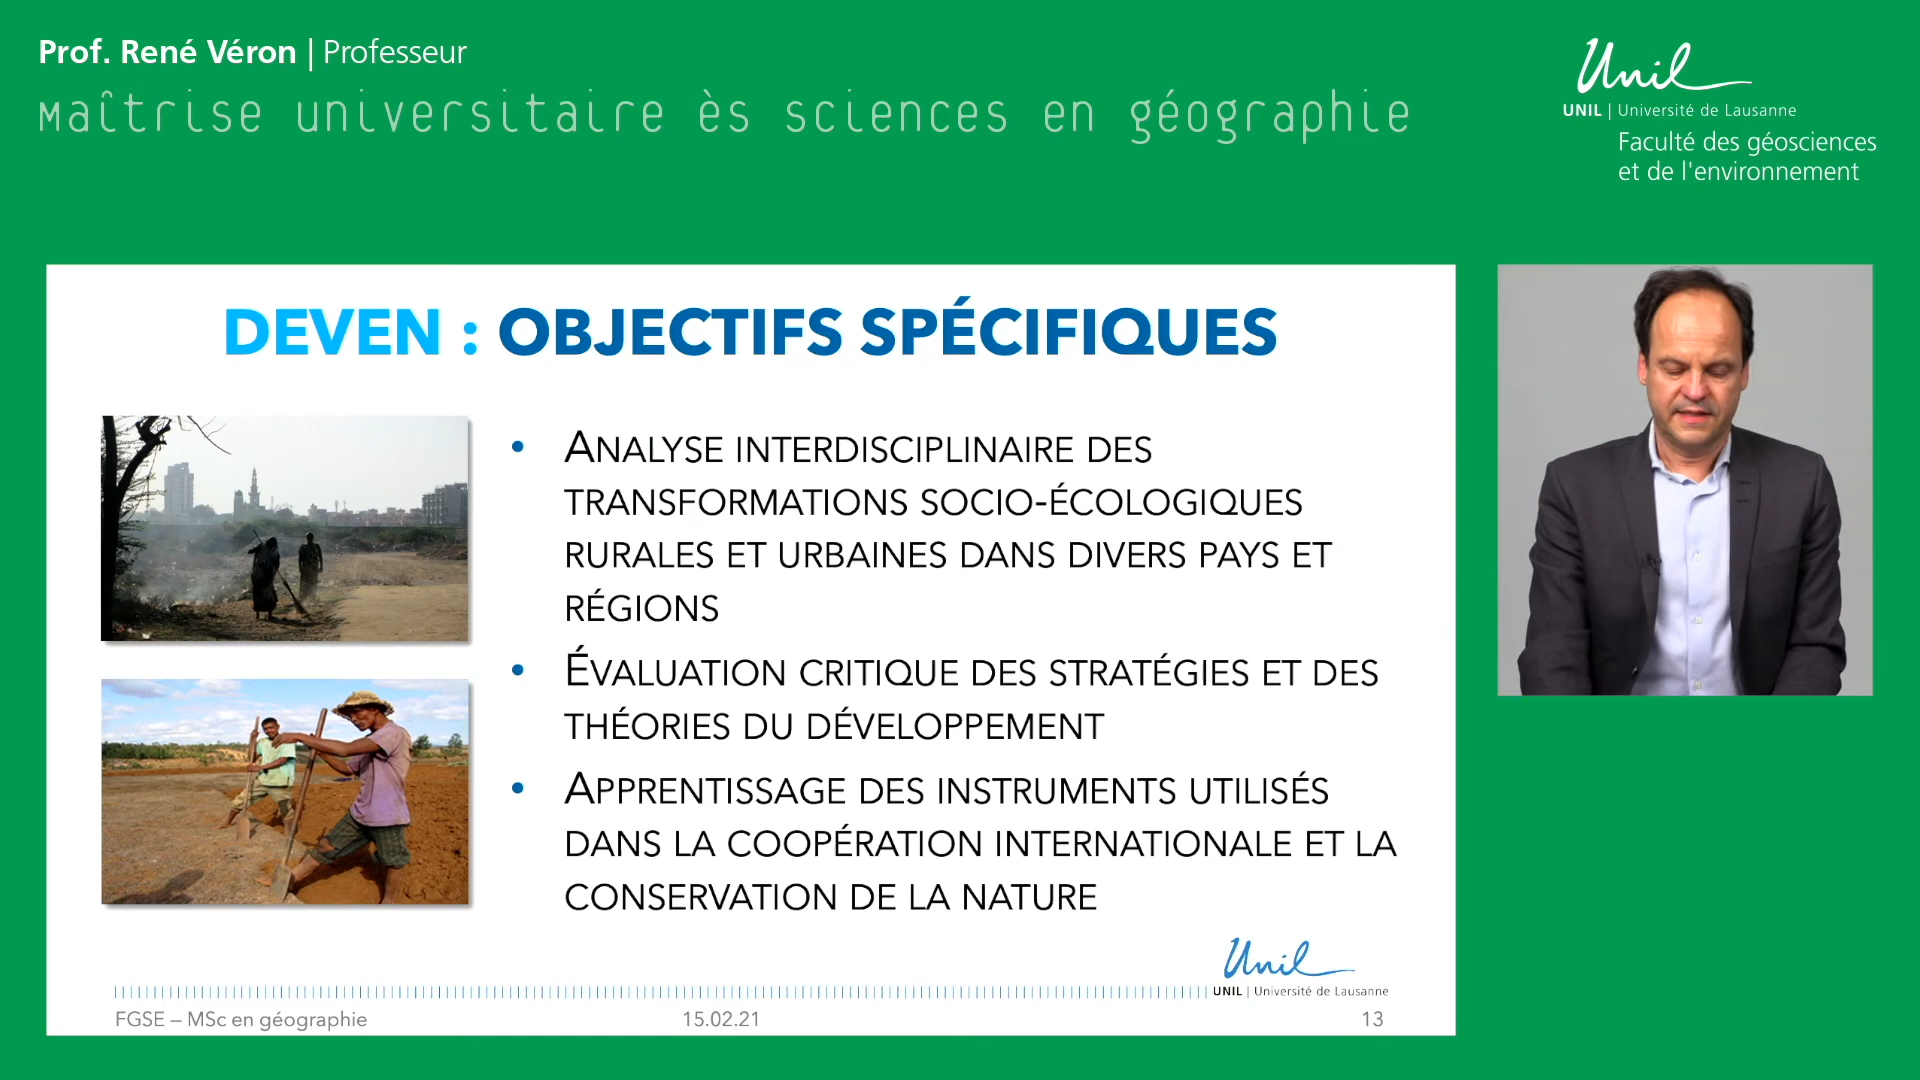 Prof. René Véron | Professeur
Maîtrise universitaire ès sciences en géographie
Unil
UNIL | Université de Lausanne
Faculté des géosciences
et de l'environnement
DEVEN : OBJECTIFS SPÉCIFIQUES
• ANALYSE INTERDISCIPLINAIRE DES
TRANSFORMATIONS SOCIO-ÉCOLOGIQUES
RURALES ET URBAINES DANS DIVERS PAYS ET
RÉGIONS
• ÉVALUATION CRITIQUE DES STRATÉGIES ET DES
THÉORIES DU DÉVELOPPEMENT
• APPRENTISSAGE DES INSTRUMENTS UTILISÉS
DANS LA COOPÉRATION INTERNATIONALE ET LA
CONSERVATION DE LA NATURE
Unil
UNIL | Université de Lausanne
FGSE – MSc en géographie
15.02.21
13